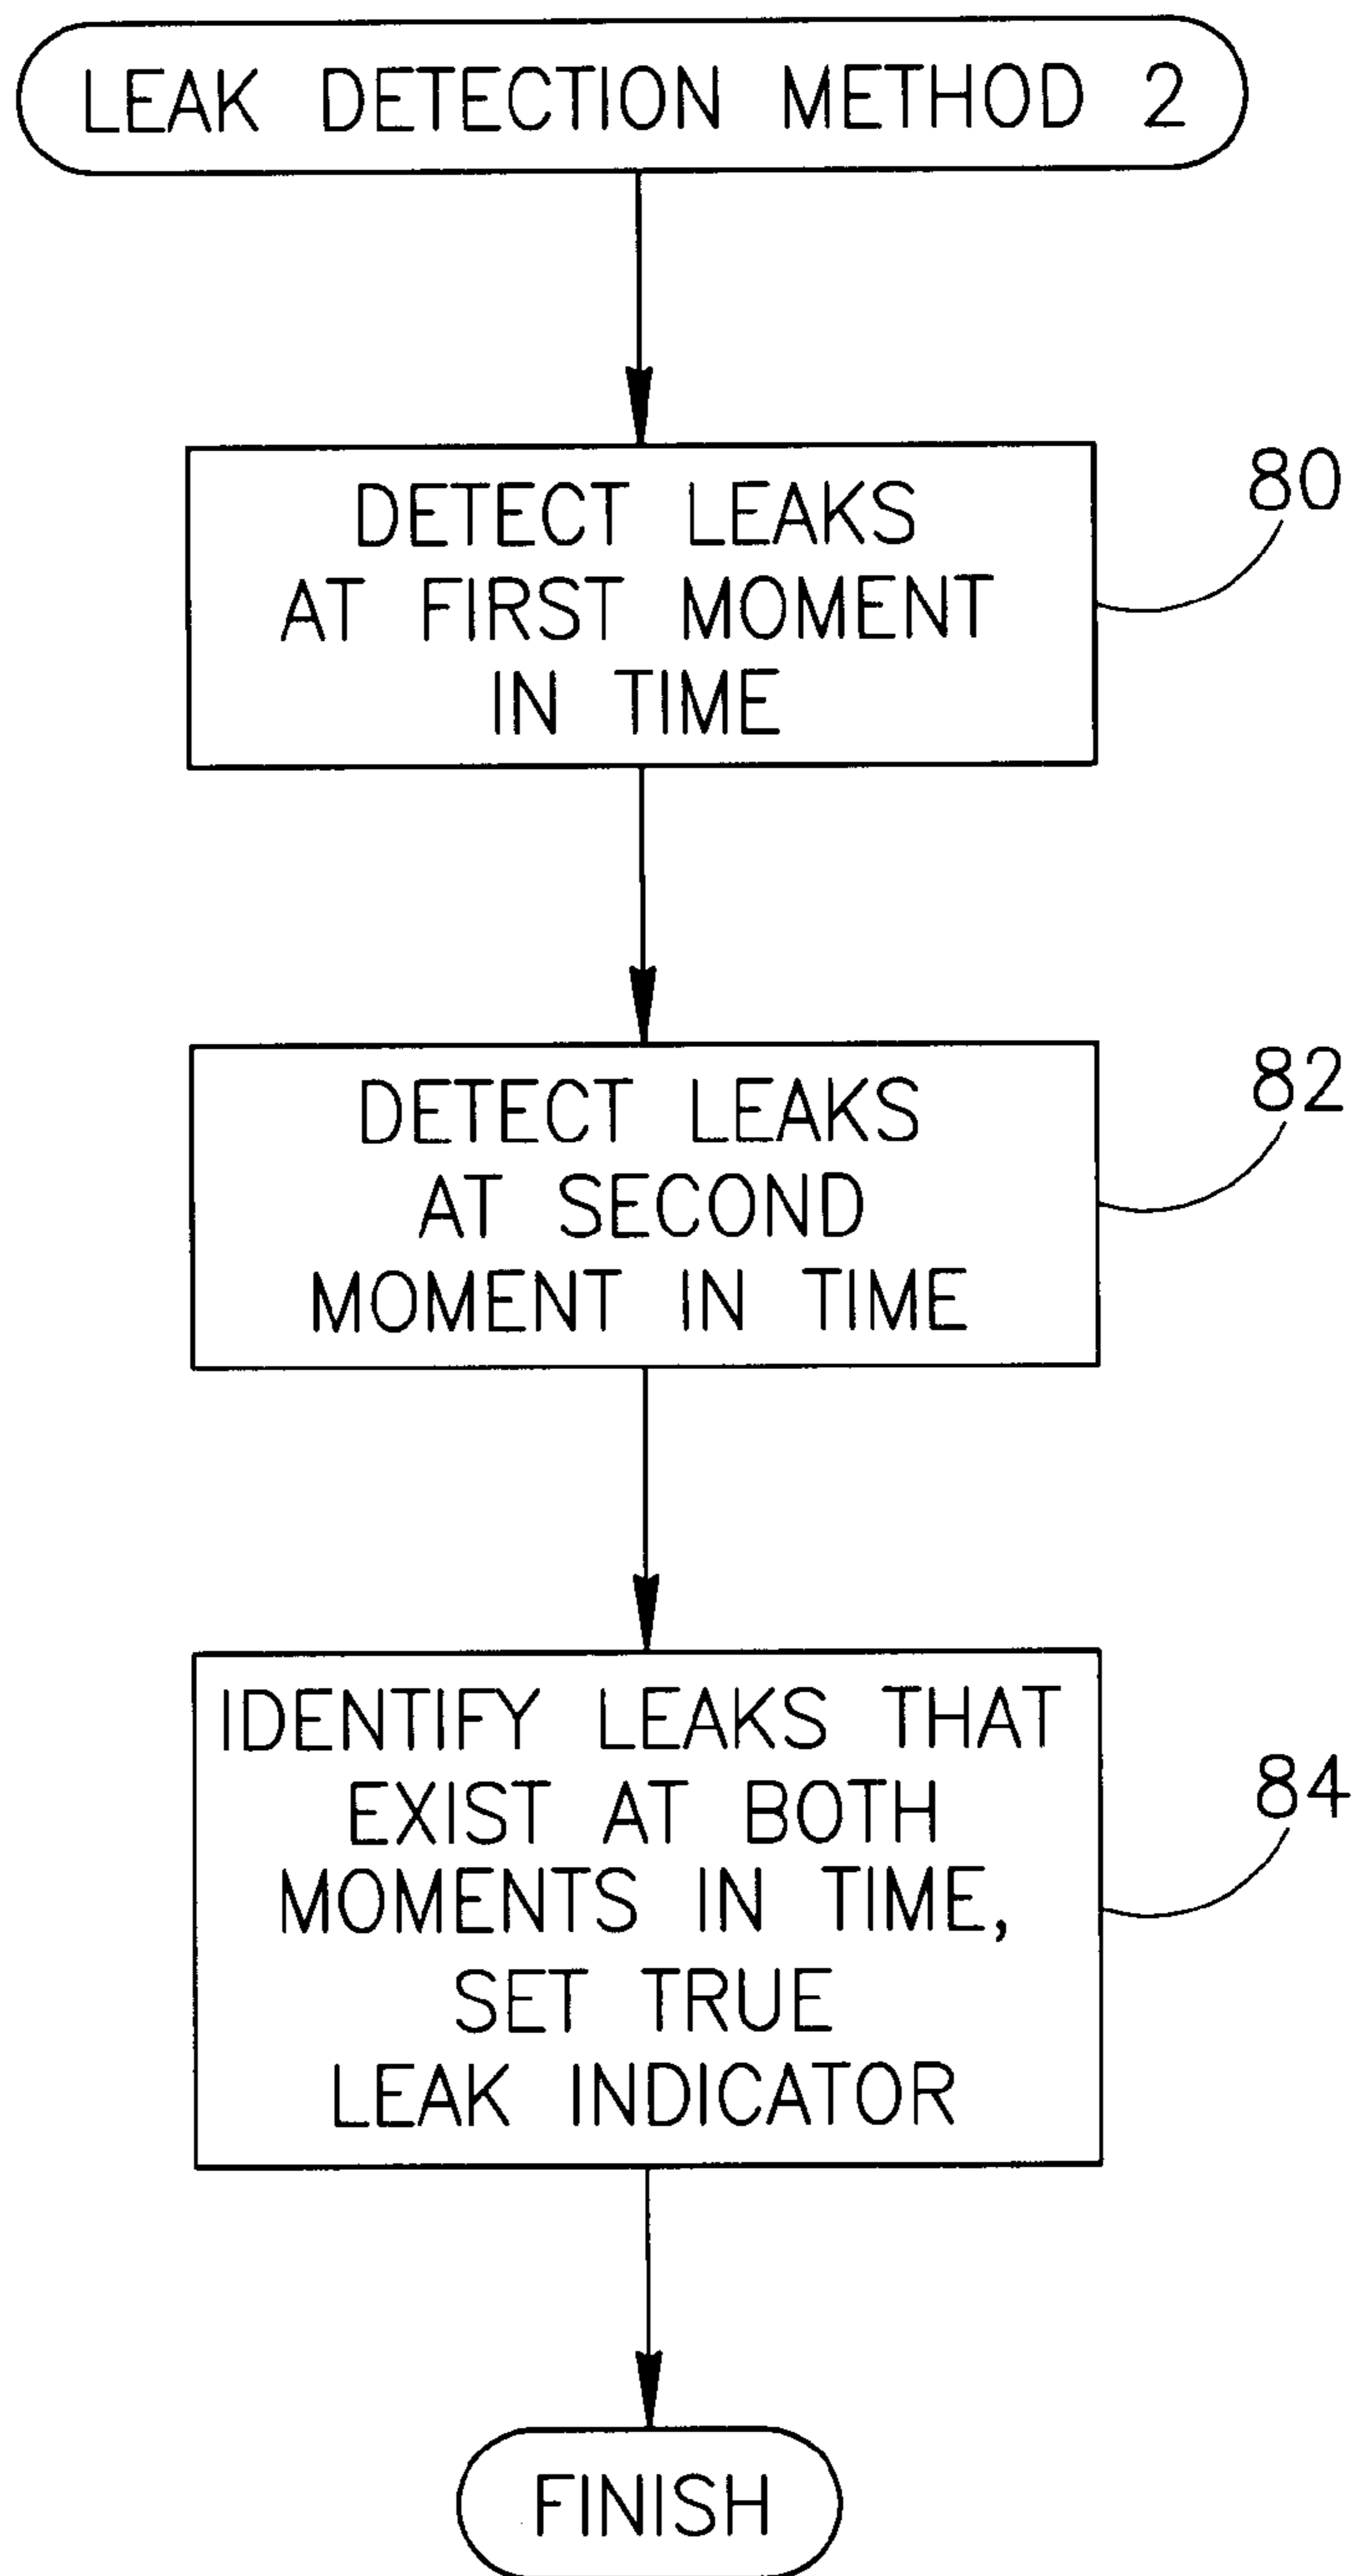 LEAK DETECTION METHOD 2
DETECT LEAKS
AT FIRST MOMENT
IN TIME
80
DETECT LEAKS
AT SECOND
MOMENT IN TIME
82
IDENTIFY LEAKS THAT
EXIST AT BOTH
MOMENTS IN TIME,
SET TRUE
LEAK INDICATOR
84
FINISH